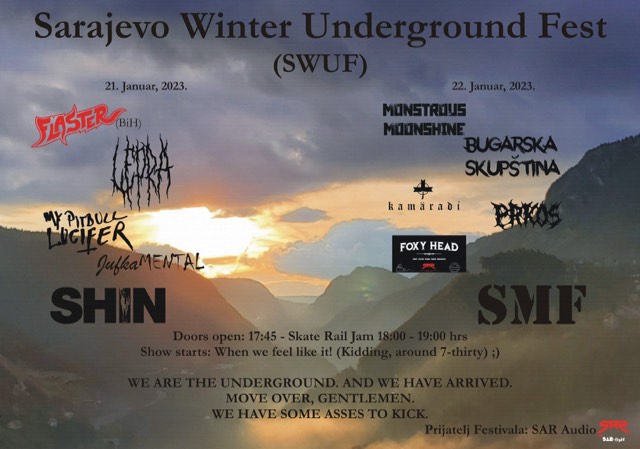 Sarajevo Winter Underground Fest
(SWUF)
21. Januar, 2023.
FLASTER (BiH)
MY PITBULL
LUCIFER
JufkaMENTAL
SHIN
22. Januar, 2023.
MONSTROUS
MOONSHINE
BUGARSKA
SKUPŠTINA
kamäradi
PRKOS
FOXY HEAD
SMF
Doors open: 17:45 - Skate Rail Jam 18:00 - 19:00 hrs
Show starts: When we feel like it! (Kidding, around 7-thirty) ;)
WE ARE THE UNDERGROUND. AND WE HAVE ARRIVED.
MOVE OVER, GENTLEMEN.
WE HAVE SOME ASSES TO KICK.
Prijatelj Festivala: SAR Audio